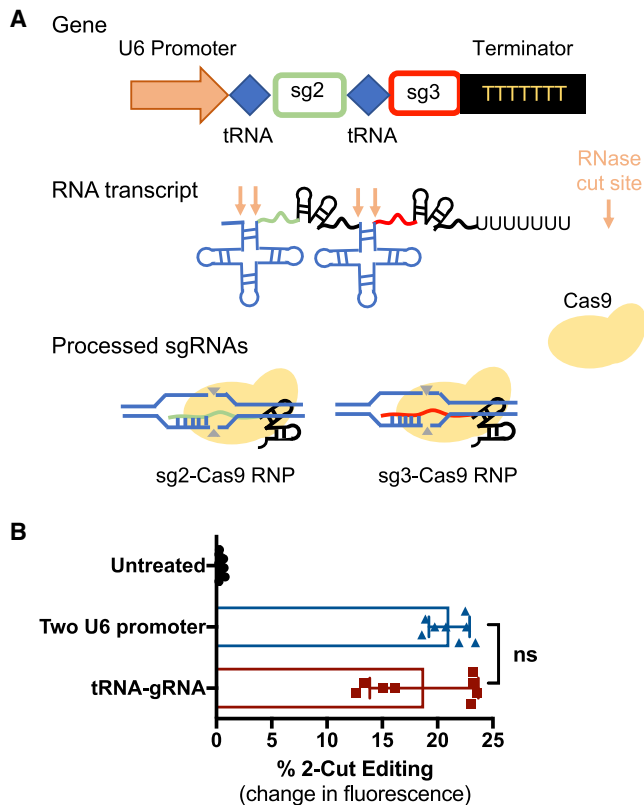 A
Gene
U6 Promoter
Terminator
sg2
sg3
TTTTTTT
tRNA
tRNA
RNase
cut site
RNA transcript
UUUUUUU
Cas9
Processed sgRNAs
sg2-Cas9 RNP
sg3-Cas9 RNP
B
Untreated
Two U6 promoter
tRNA-gRNA
ns
0 5 10 15 20 25
% 2-Cut Editing
(change in fluorescence)